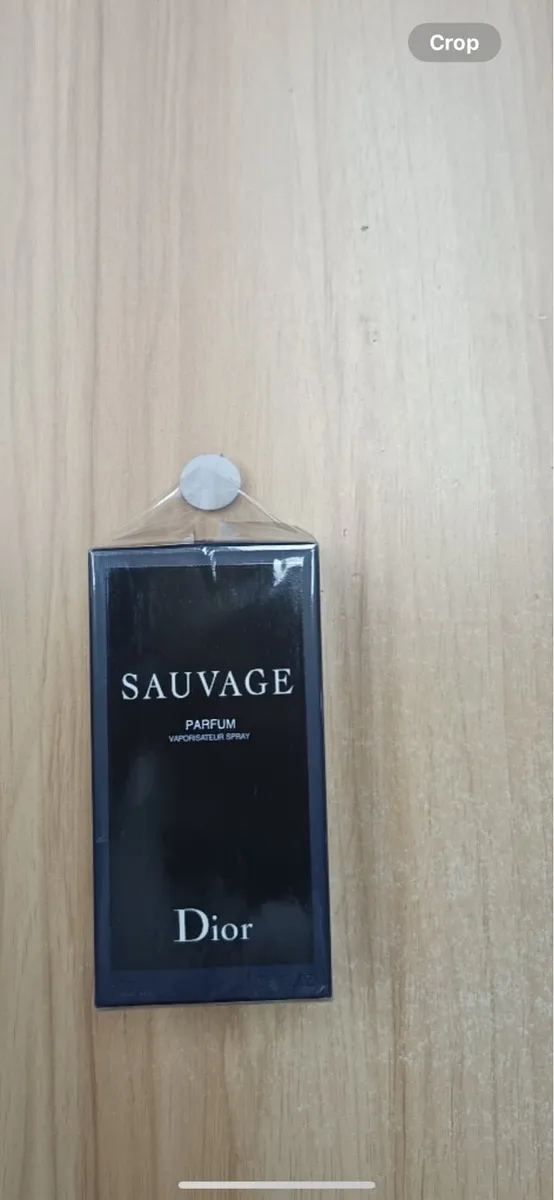 Crop
SAUVAGE
PARFUM
VAPORISATEUR SPRAY
Dior